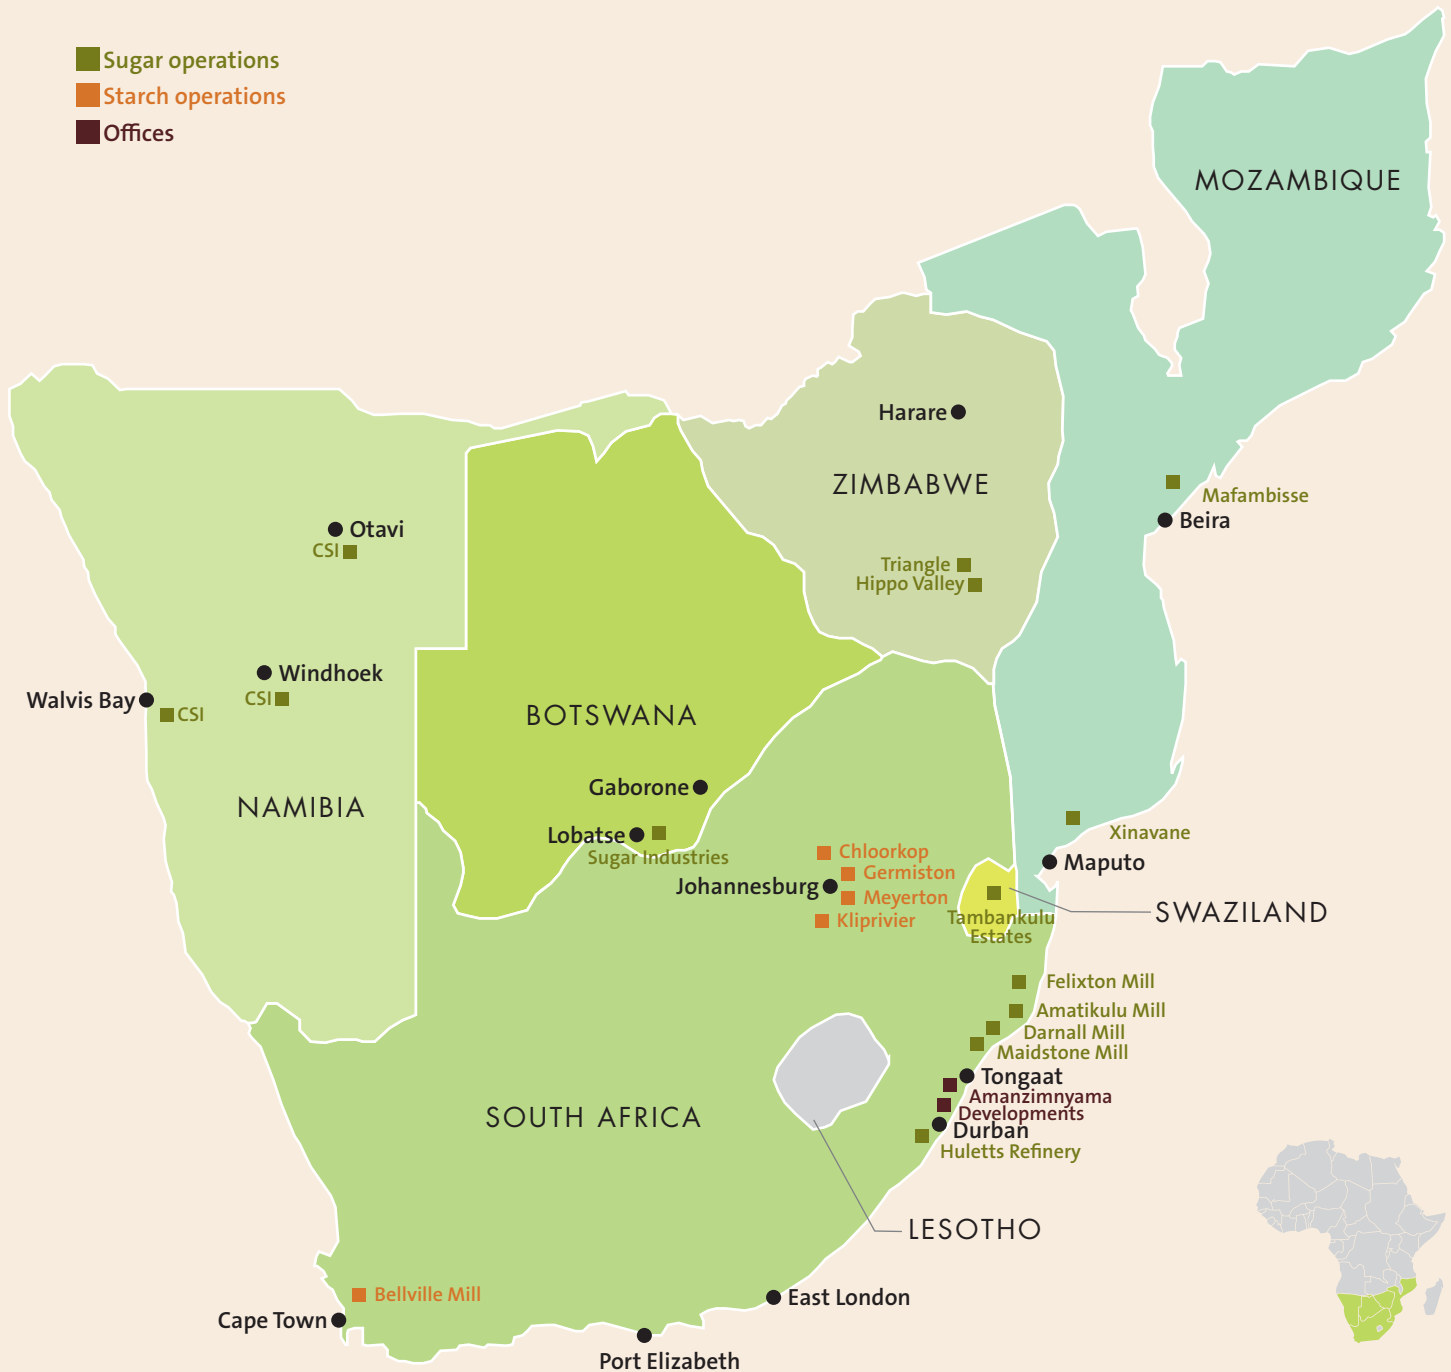 Sugar operations
Starch operations
Offices
MOZAMBIQUE
Harare
ZIMBABWE
Mafambisse
Beira
Otavi
CSI
Triangle
Hippo Valley
Windhoek
Walvis Bay
CSI
CSI
BOTSWANA
Gaborone
NAMIBIA
Lobatse
Sugar Industries
Xinavane
Chloorkop
Maputo
Germiston
Johannesburg
Meyerton
Kliprivier
SWAZILAND
Tambankulu
Estates
Felixton Mill
Amatikulu Mill
Darnall Mill
Maidstone Mill
Tongaat
Amanzimnyama
Developments
SOUTH AFRICA
Durban
Huletts Refinery
LESOTHO
Bellville Mill
East London
Cape Town
Port Elizabeth